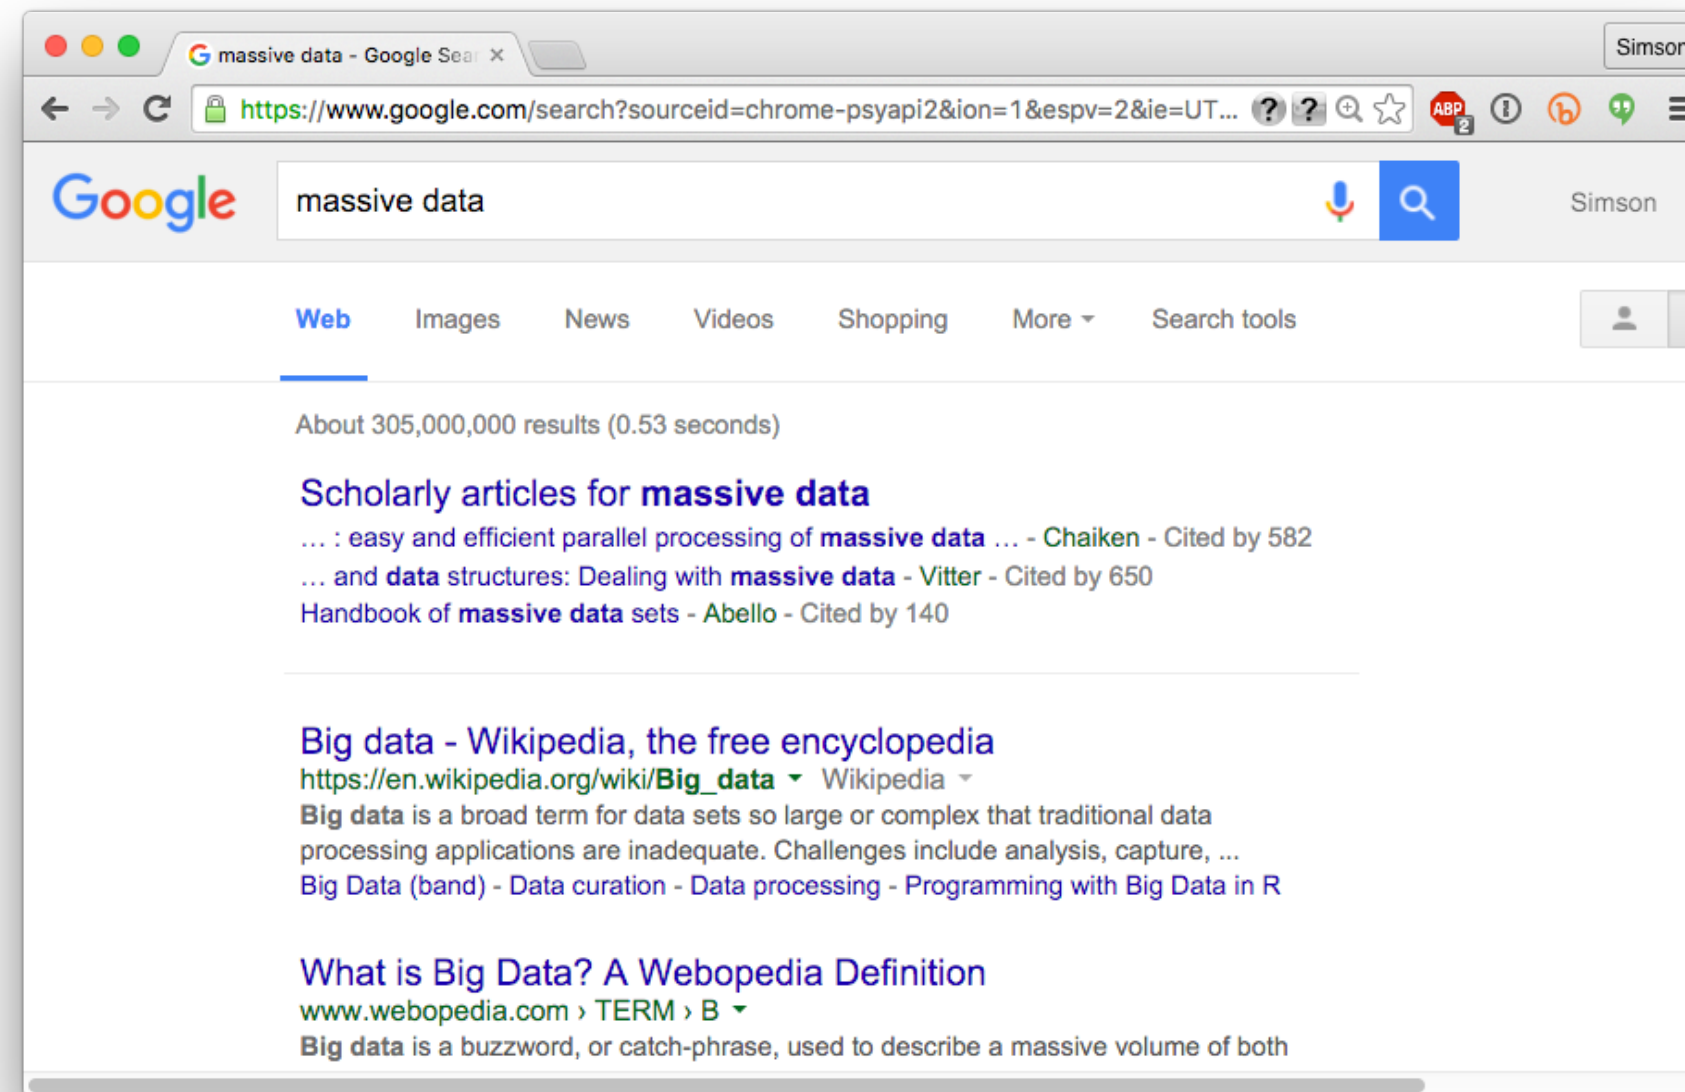 massive data - Google Sea
Simson
https://www.google.com/search?sourceid=chrome-psyapi2&ion=1&espv=2&ie=UT...
ABP
2
Google
massive data
Simson
Web Images News Videos Shopping More Search tools
About 305,000,000 results (0.53 seconds)
Scholarly articles for massive data
… : easy and efficient parallel processing of massive data … - Chaiken - Cited by 582
… and data structures: Dealing with massive data - Vitter - Cited by 650
Handbook of massive data sets - Abello - Cited by 140
Big data - Wikipedia, the free encyclopedia
https://en.wikipedia.org/wiki/Big_data Wikipedia
Big data is a broad term for data sets so large or complex that traditional data
processing applications are inadequate. Challenges include analysis, capture, ...
Big Data (band) - Data curation - Data processing - Programming with Big Data in R
What is Big Data? A Webopedia Definition
www.webopedia.com › TERM › B
Big data is a buzzword, or catch-phrase, used to describe a massive volume of both